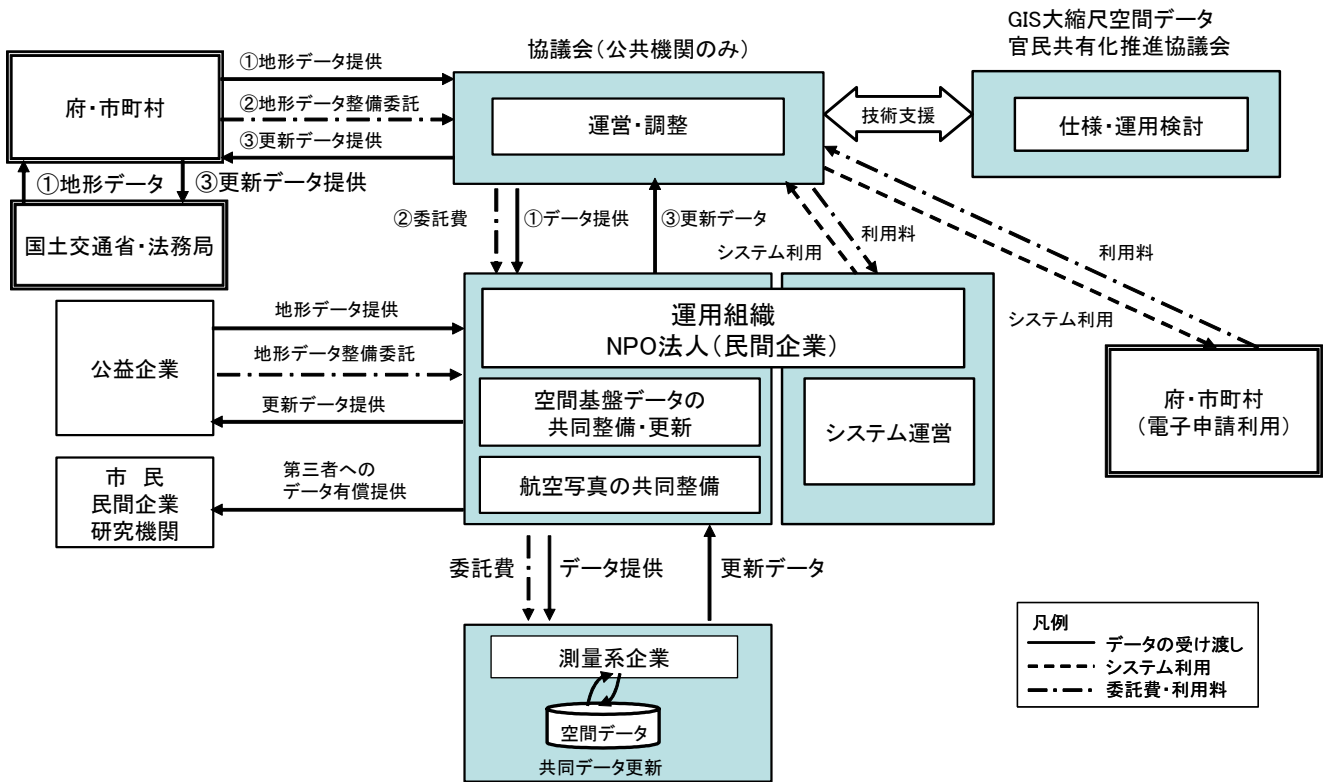 GIS大縮尺空間データ
官民共有化推進協議会
協議会(公共機関のみ)
①地形データ提供
府・市町村
②地形データ整備委託
③更新データ提供
運営・調整
技術支援
仕様・運用検討
①地形データ
③更新データ提供
国土交通省・法務局
②委託費
①データ提供
③更新データ
利用料
システム利用
利用料
システム利用
地形データ提供
公益企業
地形データ整備委託
更新データ提供
運用組織
NPO法人(民間企業)
空間基盤データの
共同整備・更新
システム運営
航空写真の共同整備
府・市町村
(電子申請利用)
市 民
民間企業
研究機関
第三者への
データ有償提供
委託費
データ提供
更新データ
測量系企業
空間データ
共同データ更新
凡例
データの受け渡し
システム利用
委託費・利用料